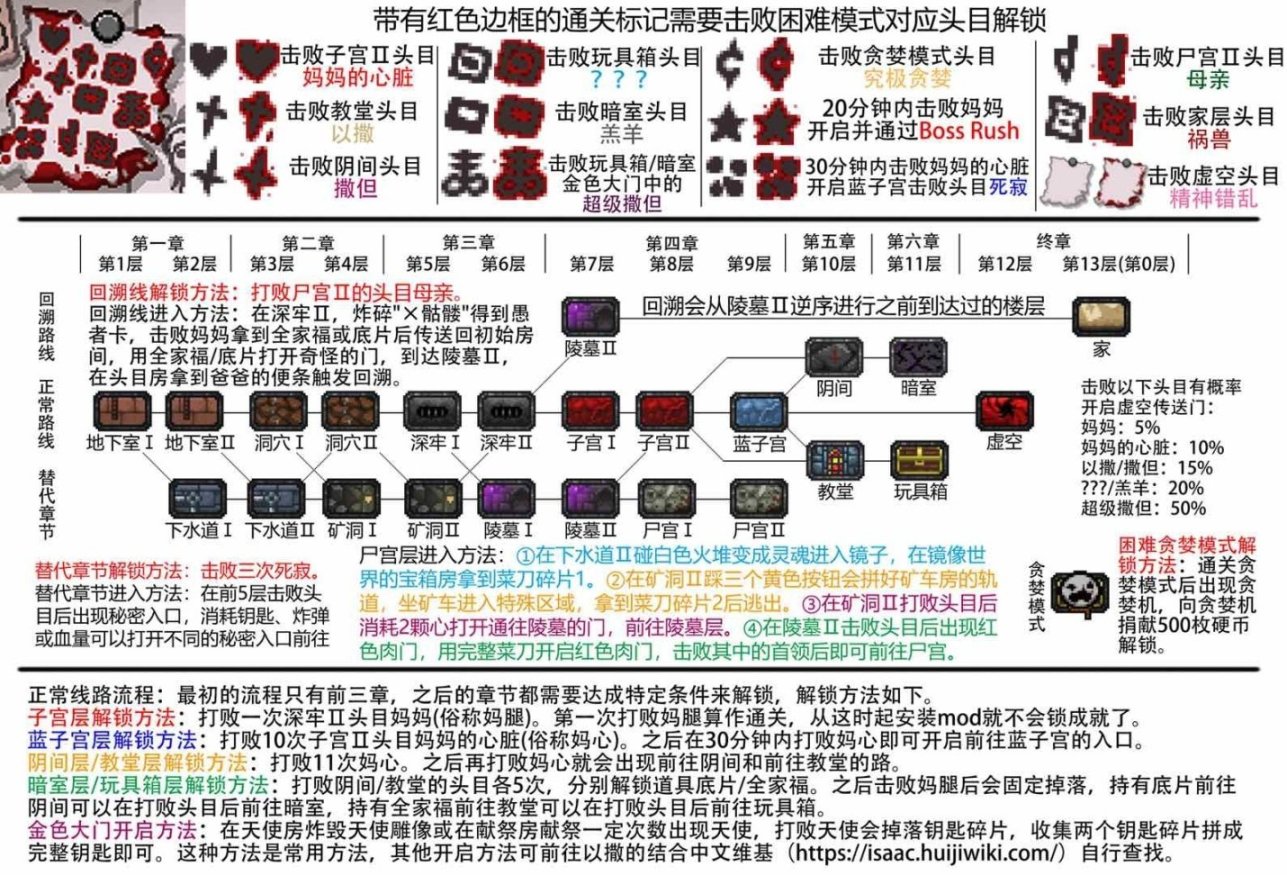 带有红色边框的通关标记需要击败困难模式对应头目解锁
击败子宫Ⅱ头目
妈妈的心脏
击败教堂头目
以撒
击败阴间头目
撒但
击败玩具箱头目
？？？
击败暗室头目
羔羊
击败玩具箱/暗室
金色大门中的
超级撒但
击败贪婪模式头目
究极贪婪
20分钟内击败妈妈
开启并通过Boss Rush
30分钟内击败妈妈的心脏
开启蓝子宫击败头目死寂
击败尸宫Ⅱ头目
母亲
击败家层头目
祸兽
击败虚空头目
精神错乱
第一章 第二章 第三章 第四章 第五章 第六章 终章
第1层 第2层 第3层 第4层 第5层 第6层 第7层 第8层 第9层 第10层 第11层 第12层 第13层(第0层)
回溯路线
回溯线解锁方法：打败尸宫Ⅱ的头目母亲。
回溯线进入方法：在深牢Ⅱ，炸碎"×骷髅"得到愚
者卡，击败妈妈拿到全家福或底片后传送回初始房
间，用全家福/底片打开奇怪的门，到达陵墓Ⅱ，
在头目房拿到爸爸的便条触发回溯。
陵墓Ⅱ
回溯会从陵墓Ⅱ逆序进行之前到达过的楼层
家
阴间
暗室
正常路线
地下室Ⅰ 地下室Ⅱ 洞穴Ⅰ 洞穴Ⅱ 深牢Ⅰ 深牢Ⅱ 子宫Ⅰ 子宫Ⅱ 蓝子宫 虚空
教堂
玩具箱
击败以下头目有概率
开启虚空传送门：
妈妈：5%
妈妈的心脏：10%
以撒/撒但：15%
???/羔羊：20%
超级撒但：50%
替代章节
下水道Ⅰ 下水道Ⅱ 矿洞Ⅰ 矿洞Ⅱ 陵墓Ⅰ 陵墓Ⅱ 尸宫Ⅰ 尸宫Ⅱ
替代章节解锁方法：击败三次死寂。
替代章节进入方法：在前5层击败头
目后出现秘密入口，消耗钥匙、炸弹
或血量可以打开不同的秘密入口前往
尸宫层进入方法：①在下水道Ⅱ碰白色火堆变成灵魂进入镜子，在镜像世
界的宝箱房拿到菜刀碎片1。②在矿洞Ⅱ踩三个黄色按钮会拼好矿车房的轨
道，坐矿车进入特殊区域，拿到菜刀碎片2后逃出。③在矿洞Ⅱ打败头目后
消耗2颗心打开通往陵墓的门，前往陵墓层。④在陵墓Ⅱ击败头目后出现红
色肉门，用完整菜刀开启红色肉门，击败其中的首领后即可前往尸宫。
贪婪模式
困难贪婪模式解
锁方法：通关贪
婪模式后出现贪
婪机，向贪婪机
捐献500枚硬币
解锁。
正常线路流程：最初的流程只有前三章，之后的章节都需要达成特定条件来解锁，解锁方法如下。
子宫层解锁方法：打败一次深牢Ⅱ头目妈妈(俗称妈腿)。第一次打败妈腿算作通关，从这时起安装mod就不会锁成就了。
蓝子宫层解锁方法：打败10次子宫Ⅱ头目妈妈的心脏(俗称妈心)。之后在30分钟内打败妈心即可开启前往蓝子宫的入口。
阴间层/教堂层解锁方法：打败11次妈心。之后再打败妈心就会出现前往阴间和前往教堂的路。
暗室层/玩具箱层解锁方法：打败阴间/教堂的头目各5次，分别解锁道具底片/全家福。之后击败妈腿后会固定掉落，持有底片前往
阴间可以在打败头目后前往暗室，持有全家福前往教堂可以在打败头目后前往玩具箱。
金色大门开启方法：在天使房炸毁天使雕像或在献祭房献祭一定次数出现天使，打败天使会掉落钥匙碎片，收集两个钥匙碎片拼成
完整钥匙即可。这种方法是常用方法，其他开启方法可前往以撒的结合中文维基（https://isaac.huijiwiki.com/）自行查找。